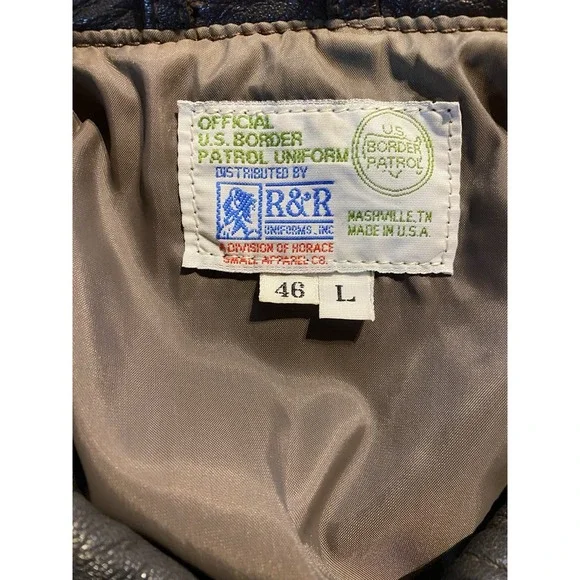 OFFICIAL
U.S. BORDER
PATROL UNIFORM
DISTRIBUTED BY
R&R
UNIFORMS, INC
A DIVISION OF HORACE
SMALL APPAREL CO.
U.S.
BORDER
PATROL
NASHVILLE, TN
MADE IN U.S.A.
46
L